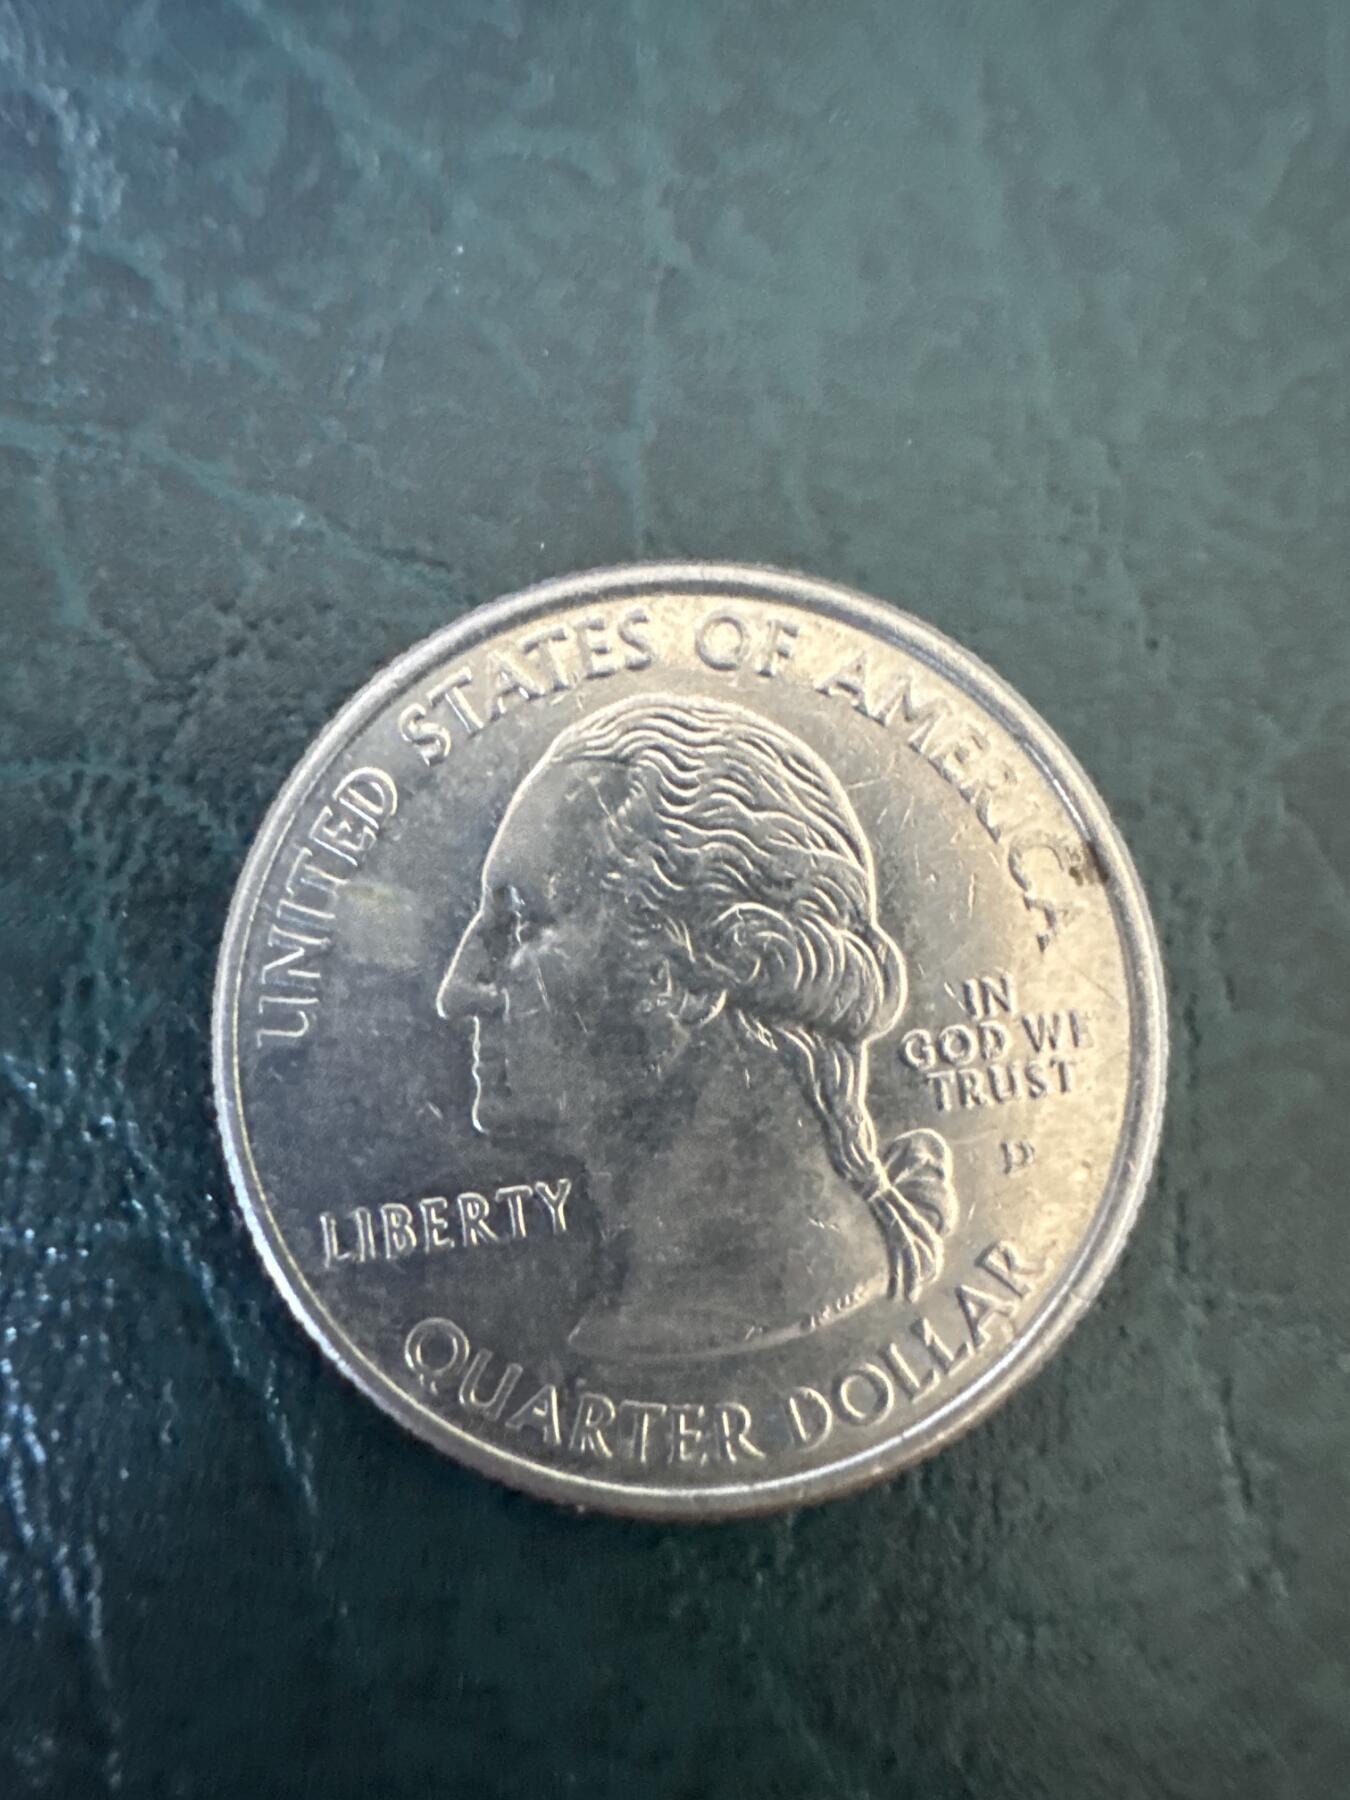 UNITED STATES OF AMERICA
IN
GOD WE
TRUST
D
LIBERTY
QUARTER DOLLAR